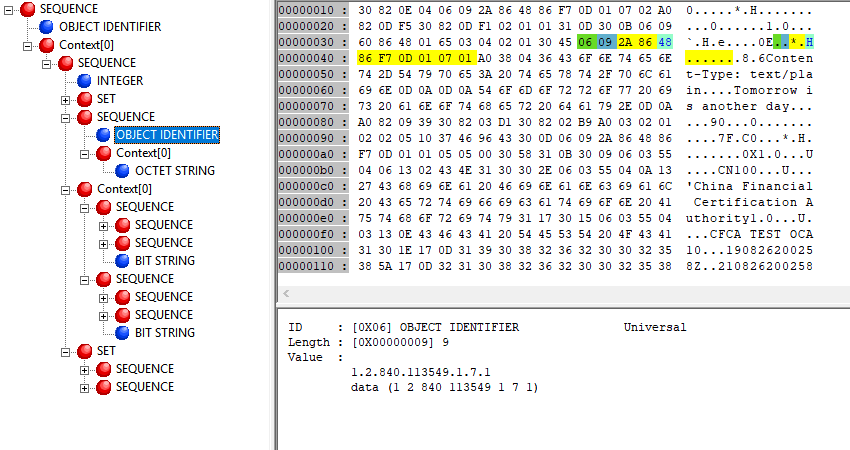 SEQUENCE
OBJECT IDENTIFIER
Context[0]
SEQUENCE
INTEGER
SET
SEQUENCE
OBJECT IDENTIFIER
Context[0]
OCTET STRING
Context[0]
SEQUENCE
SEQUENCE
SEQUENCE
BIT STRING
SEQUENCE
SEQUENCE
SEQUENCE
BIT STRING
SET
SEQUENCE
SEQUENCE
00000010 : 30 82 0E 04 06 09 2A 86 48 86 F7 0D 01 07 02 A0 0.....*.H.......
00000020 : 82 0D F5 30 82 0D F1 02 01 01 31 0D 30 0B 06 09 ...0......1.0...
00000030 : 60 86 48 01 65 03 04 02 01 30 45 06 09 2A 86 48 `.H.e....0E..*.H
00000040 : 86 F7 0D 01 07 01 A0 38 04 36 43 6F 6E 74 65 6E .......8.6Conten
00000050 : 74 2D 54 79 70 65 3A 20 74 65 78 74 2F 70 6C 61 t-Type: text/pla
00000060 : 69 6E 0D 0A 0D 0A 54 6F 6D 6F 72 72 6F 77 20 69 in....Tomorrow i
00000070 : 73 20 61 6E 6F 74 68 65 72 20 64 61 79 2E 0D 0A s another day...
00000080 : A0 82 09 39 30 82 03 D1 30 82 02 B9 A0 03 02 01 ...90...0.......
00000090 : 02 02 05 10 37 46 96 43 30 0D 06 09 2A 86 48 86 ....7F.C0...*.H.
000000a0 : F7 0D 01 01 05 05 00 30 58 31 0B 30 09 06 03 55 .......0X1.0...U
000000b0 : 04 06 13 02 43 4E 31 30 30 2E 06 03 55 04 0A 13 ....CN100...U...
000000c0 : 27 43 68 69 6E 61 20 46 69 6E 61 6E 63 69 61 6C 'China Financial
000000d0 : 20 43 65 72 74 69 66 69 63 61 74 69 6F 6E 20 41 Certification A
000000e0 : 75 74 68 6F 72 69 74 79 31 17 30 15 06 03 55 04 uthority1.0...U.
000000f0 : 03 13 0E 43 46 43 41 20 54 45 53 54 20 4F 43 41 ...CFCA TEST OCA
00000100 : 31 30 1E 17 0D 31 39 30 38 32 36 32 30 30 32 35 10...19082620025
00000110 : 38 5A 17 0D 32 31 30 38 32 36 32 30 30 32 35 38 8Z..210826200258
ID : [0X06] OBJECT IDENTIFIER Universal
Length : [0X00000009] 9
Value :
1.2.840.113549.1.7.1
data (1 2 840 113549 1 7 1)